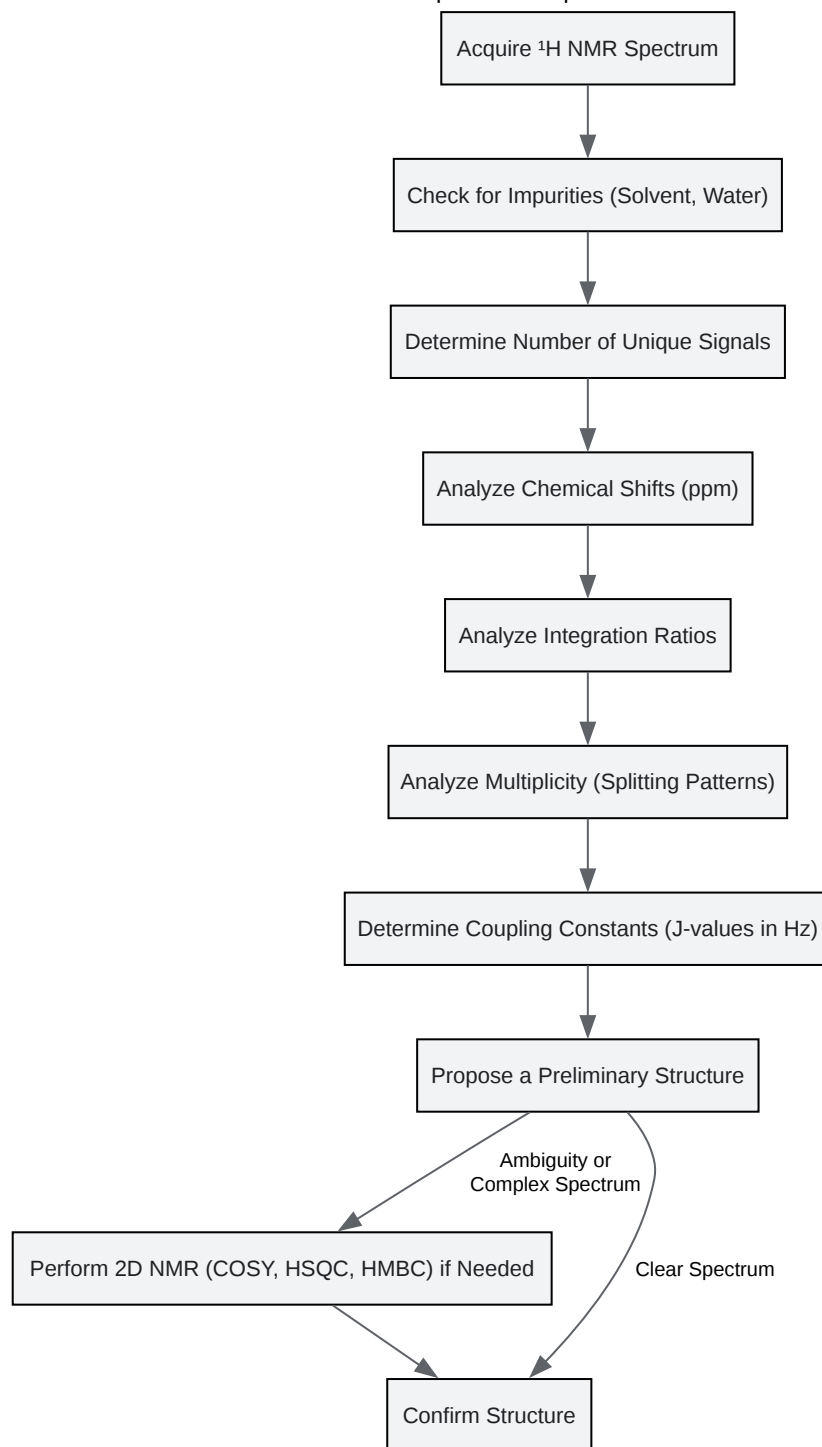 Acquire ¹H NMR Spectrum
Check for Impurities (Solvent, Water)
Determine Number of Unique Signals
Analyze Chemical Shifts (ppm)
Analyze Integration Ratios
Analyze Multiplicity (Splitting Patterns)
Determine Coupling Constants (J-values in Hz)
Propose a Preliminary Structure
Ambiguity or
Complex Spectrum
Clear Spectrum
Perform 2D NMR (COSY, HSQC, HMBC) if Needed
Confirm Structure